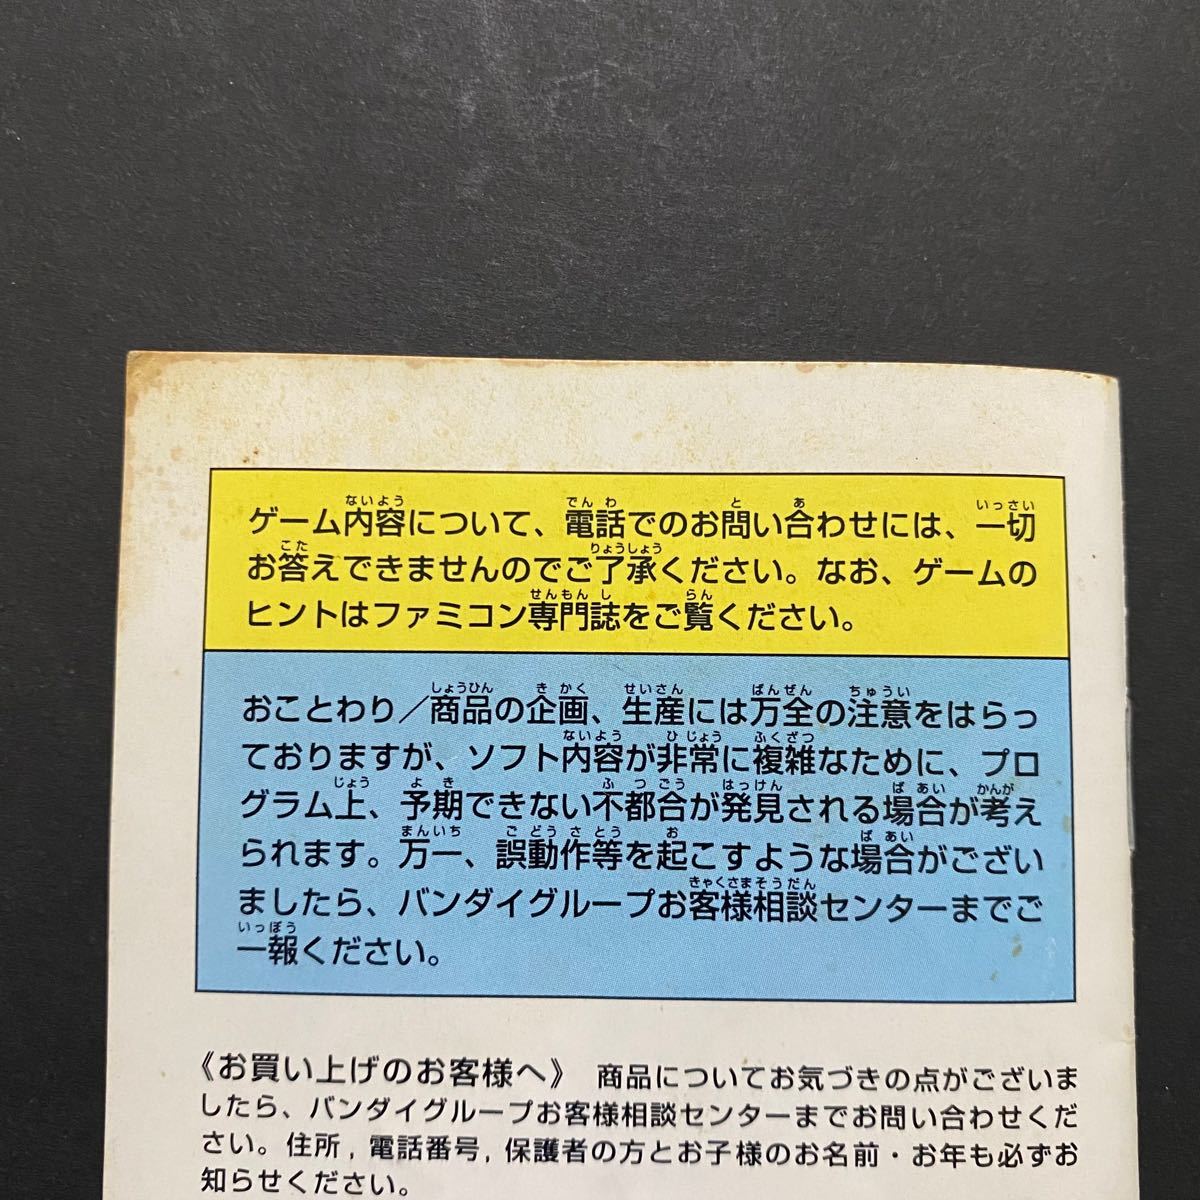 ゲーム内容について、電話でのお問い合わせには、一切
お答えできませんのでご了承ください。なお、ゲームの
ヒントはファミコン専門誌をご覧ください。
おことわり／商品の企画、生産には万全の注意をはらっ
ておりますが、ソフト内容が非常に複雑なために、プロ
グラム上、予期できない不都合が発見される場合が考え
られます。万一、誤動作等を起こすような場合がござい
ましたら、バンダイグループお客様相談センターまでご
一報ください。
《お買い上げのお客様へ》 商品についてお気づきの点がございま
したら、バンダイグループお客様相談センターまでお問い合わせくだ
さい。住所，電話番号，保護者の方とお子様のお名前・お年も必ずお
知らせください。